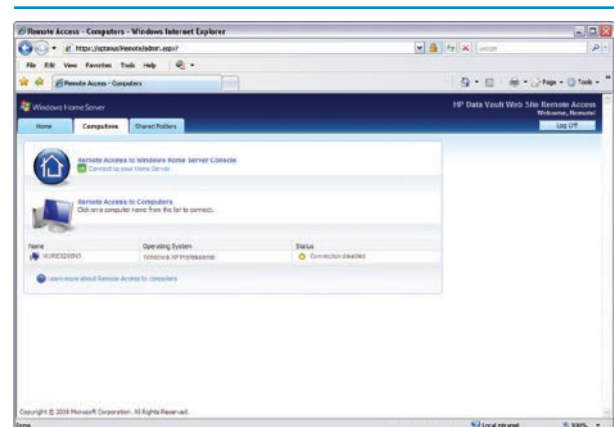 Remote Access - Computers - Windows Internet Explorer
File Edit View Favorites Tools Help
Remote Access - Computers
Page Tools
Windows Home Server
HP Data Vault Web Site Remote Access
Welcome, Remote!
Home Computers Shared Folders
Log Off
Remote Access to Windows Home Server Console
Connect to your Home Server
Remote Access to Computers
Click on a computer name from the list to connect.
Name Operating System Status
Windows XP Professional Connection disabled
Learn more about Remote Access to computers
Copyright © 2008 Microsoft Corporation. All Rights Reserved.
Done Local intranet 100%